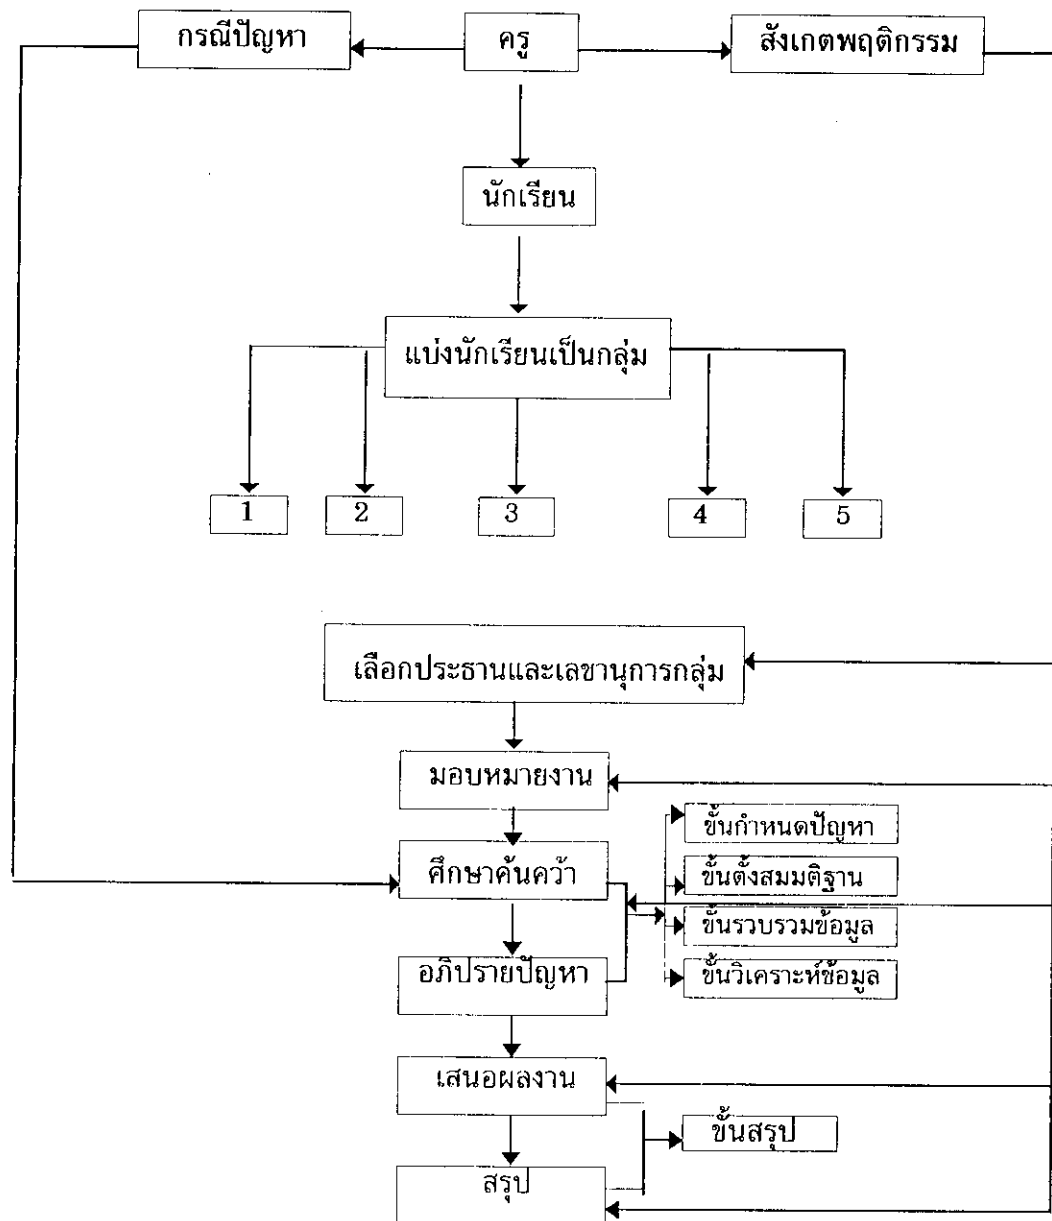 กรณีปัญหา
ครู
สังเกตพฤติกรรม
นักเรียน
แบ่งนักเรียนเป็นกลุ่ม
1
2
3
4
5
เลือกประธานและเลขานุการกลุ่ม
มอบหมายงาน
ขั้นกำหนดปัญหา
ศึกษาค้นคว้า
ขั้นตั้งสมมติฐาน
ขั้นรวบรวมข้อมูล
อภิปรายปัญหา
ขั้นวิเคราะห์ข้อมูล
เสนอผลงาน
ขั้นสรุป
สรุป